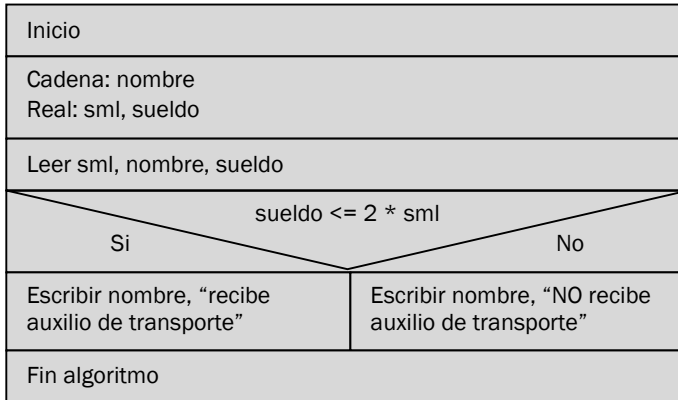 Inicio
Cadena: nombre
Real: sml, sueldo
Leer sml, nombre, sueldo
sueldo <= 2 * sml
Si
No
Escribir nombre, “recibe
auxilio de transporte”
Escribir nombre, “NO recibe
auxilio de transporte”
Fin algoritmo